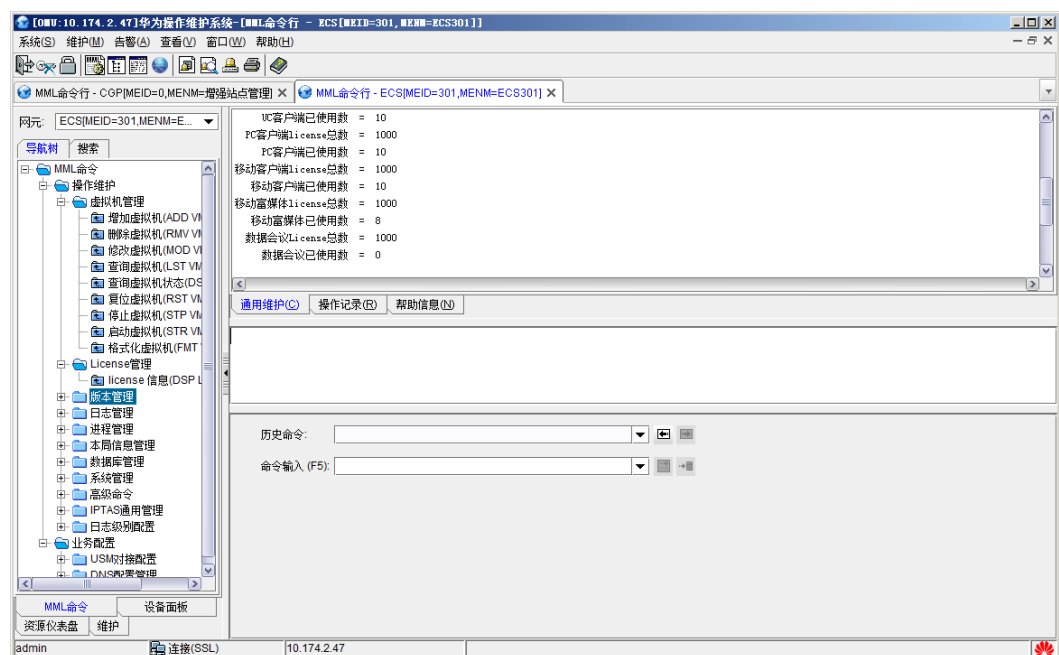 [OMU:10.174.2.47]华为操作维护系统-[MML命令行 - ECS[MEID=301,MENM=ECS301]]
系统(S) 维护(M) 告警(A) 查看(V) 窗口(W) 帮助(H)
MML命令行 - CGP[MEID=0,MENM=增强站点管理] MML命令行 - ECS[MEID=301,MENM=ECS301]
网元: ECS[MEID=301,MENM=E...
导航树 搜索
MML命令
操作维护
虚拟机管理
增加虚拟机(ADD VM
删除虚拟机(RMV VM
修改虚拟机(MOD VM
查询虚拟机(LST VM
查询虚拟机状态(DS
复位虚拟机(RST VM
停止虚拟机(STP VM
启动虚拟机(STR VM
格式化虚拟机(FMT
License管理
license 信息(DSP L
版本管理
日志管理
进程管理
本局信息管理
数据库管理
系统管理
高级命令
IPTAS通用管理
日志级别配置
业务配置
USM对接配置
DNS配置管理
MML命令 设备面板
资源仪表盘 维护
UC客户端已使用数 = 10
PC客户端license总数 = 1000
PC客户端已使用数 = 10
移动客户端license总数 = 1000
移动客户端已使用数 = 10
移动富媒体license总数 = 1000
移动富媒体已使用数 = 8
数据会议License总数 = 1000
数据会议已使用数 = 0
通用维护(C) 操作记录(R) 帮助信息(N)
历史命令:
命令输入 (F5):
admin 连接(SSL) 10.174.2.47